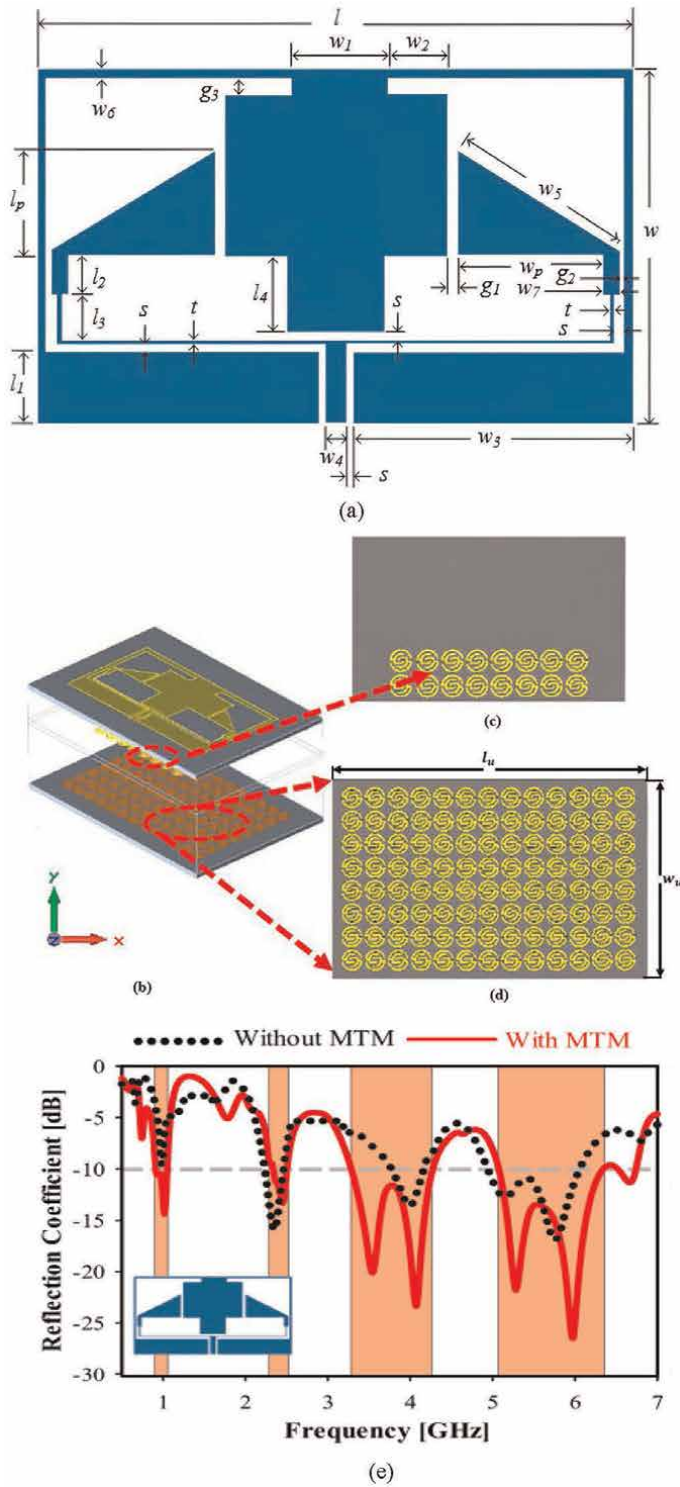 l
w1 w2
g3
w6
lp
w5
w
l2
l4
wp
g2
g1
w7
l3
s
t
s
t
s
l1
w4
w3
s
(a)
(c)
lu
wu
Y
Z
X
(b)
(d)
Without MTM With MTM
Reflection Coefficient [dB]
0
-5
-10
-15
-20
-25
-30
1 2 3 4 5 6 7
Frequency [GHz]
(e)